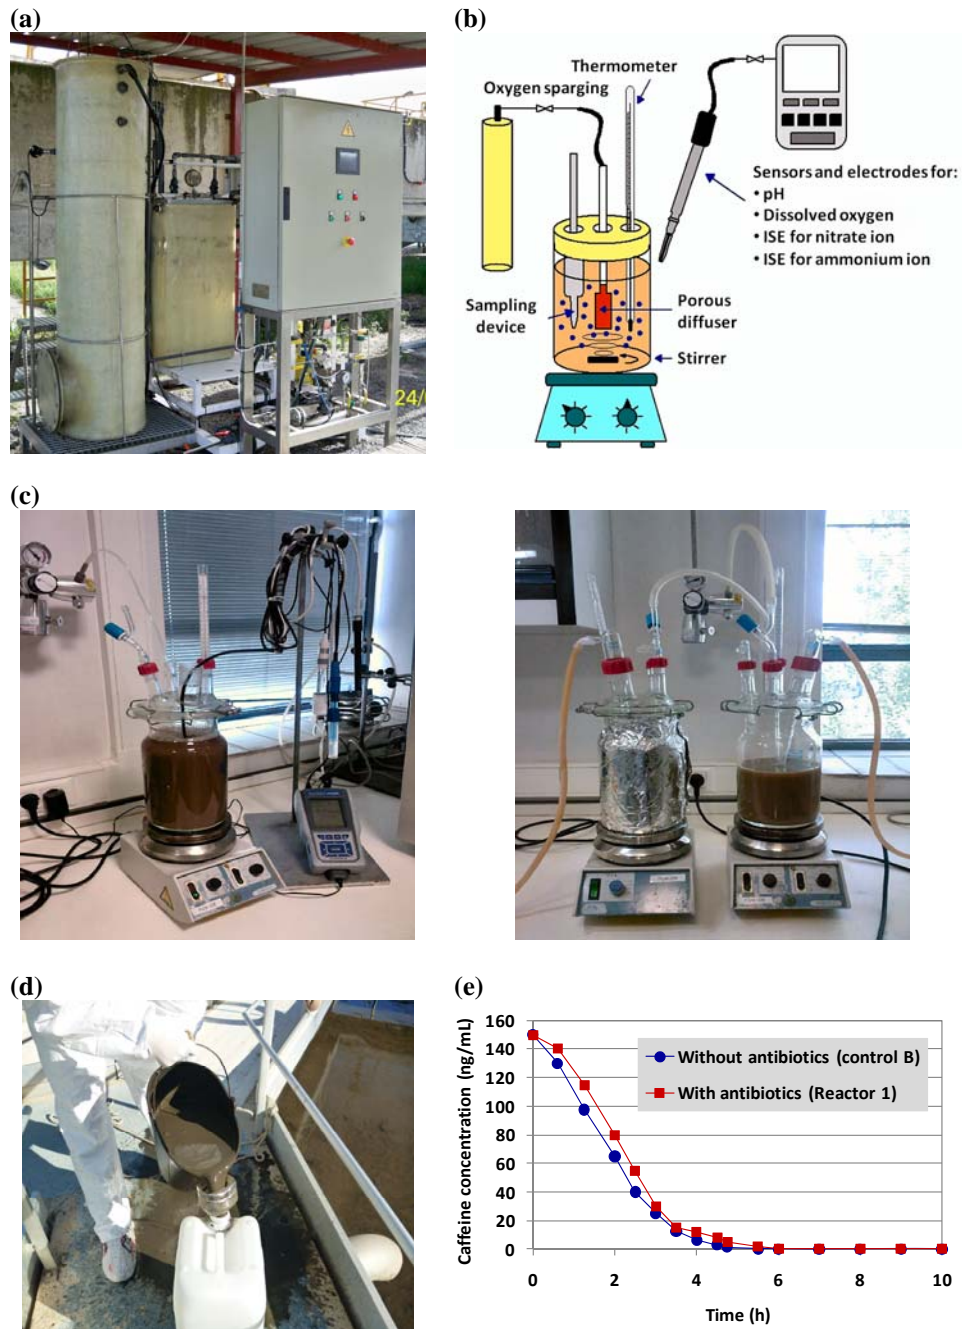 (a)
(b)
24/
Oxygen sparging
Thermometer
Sensors and electrodes for:
• pH
• Dissolved oxygen
• ISE for nitrate ion
• ISE for ammonium ion
Sampling
device
Porous
diffuser
Stirrer
(c)
(d)
(e)
Caffeine concentration (ng/mL)
160
140
120
100
80
60
40
20
0
Without antibiotics (control B)
With antibiotics (Reactor 1)
0 2 4 6 8 10
Time (h)